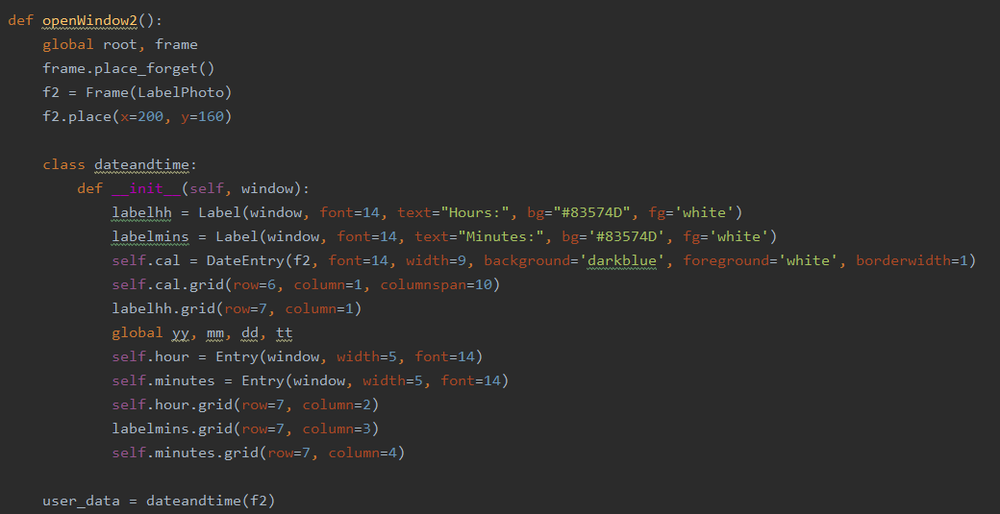 def openWindow2():
    global root, frame
    frame.place_forget()
    f2 = Frame(LabelPhoto)
    f2.place(x=200, y=160)
    class dateandtime:
        def __init__(self, window):
            labelhh = Label(window, font=14, text="Hours:", bg="#83574D", fg='white')
            labelmins = Label(window, font=14, text="Minutes:", bg='#83574D', fg='white')
            self.cal = DateEntry(f2, font=14, width=9, background='darkblue', foreground='white', borderwidth=1)
            self.cal.grid(row=6, column=1, columnspan=10)
            labelhh.grid(row=7, column=1)
            global yy, mm, dd, tt
            self.hour = Entry(window, width=5, font=14)
            self.minutes = Entry(window, width=5, font=14)
            self.hour.grid(row=7, column=2)
            labelmins.grid(row=7, column=3)
            self.minutes.grid(row=7, column=4)
    user_data = dateandtime(f2)